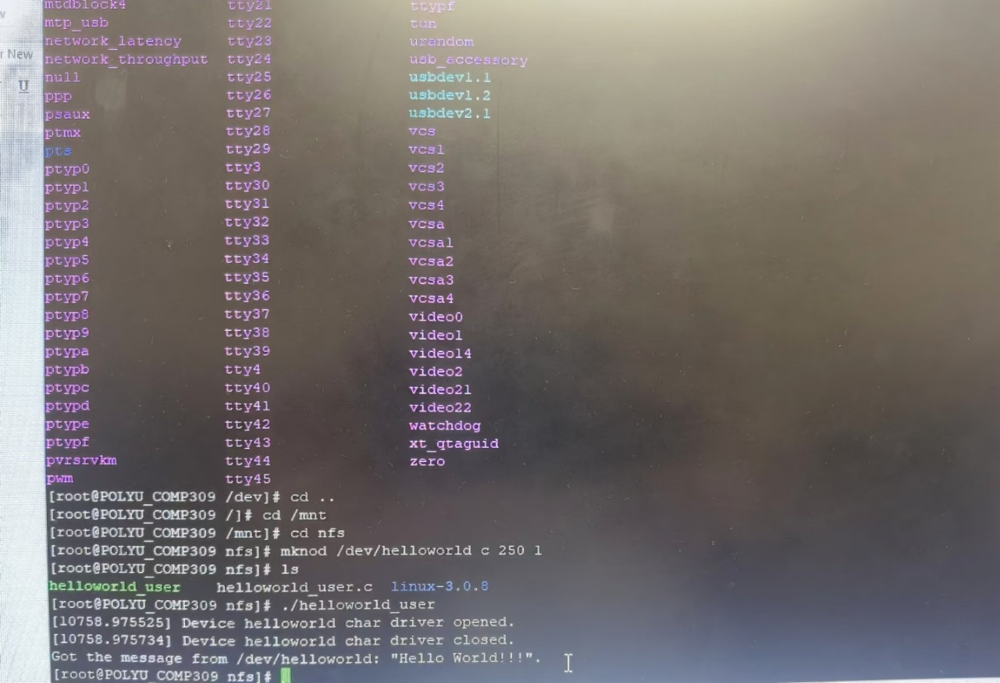 r New
U
mtdblock4 tty21 ttypf
mtp_usb tty22 tun
network_latency tty23 urandom
network_throughput tty24 usb_accessory
null tty25 usbdev1.1
ppp tty26 usbdev1.2
psaux tty27 usbdev2.1
ptmx tty28 vcs
pts tty29 vcs1
ptyp0 tty3 vcs2
ptyp1 tty30 vcs3
ptyp2 tty31 vcs4
ptyp3 tty32 vcsa
ptyp4 tty33 vcsa1
ptyp5 tty34 vcsa2
ptyp6 tty35 vcsa3
ptyp7 tty36 vcsa4
ptyp8 tty37 video0
ptyp9 tty38 video1
ptypa tty39 video14
ptypb tty4 video2
ptypc tty40 video21
ptypd tty41 video22
ptype tty42 watchdog
ptypf tty43 xt_qtaguid
pvrsrvkm tty44 zero
pwm tty45
[root@POLYU_COMP309 /dev]# cd ..
[root@POLYU_COMP309 /]# cd /mnt
[root@POLYU_COMP309 /mnt]# cd nfs
[root@POLYU_COMP309 nfs]# mknod /dev/helloworld c 250 1
[root@POLYU_COMP309 nfs]# ls
helloworld_user helloworld_user.c linux-3.0.8
[root@POLYU_COMP309 nfs]# ./helloworld_user
[10758.975525] Device helloworld char driver opened.
[10758.975734] Device helloworld char driver closed.
Got the message from /dev/helloworld: "Hello World!!!".
[root@POLYU_COMP309 nfs]#